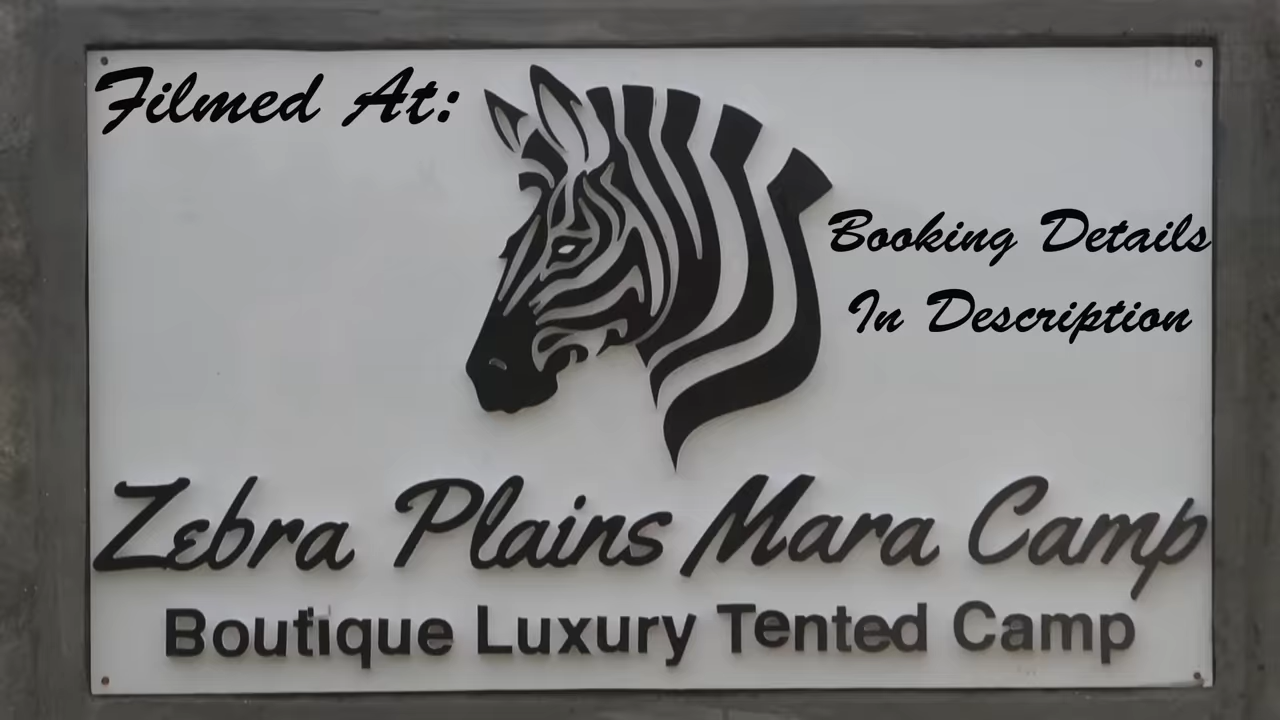 Filmed At:
Booking Details
In Description
Zebra Plains Mara Camp
Boutique Luxury Tented Camp